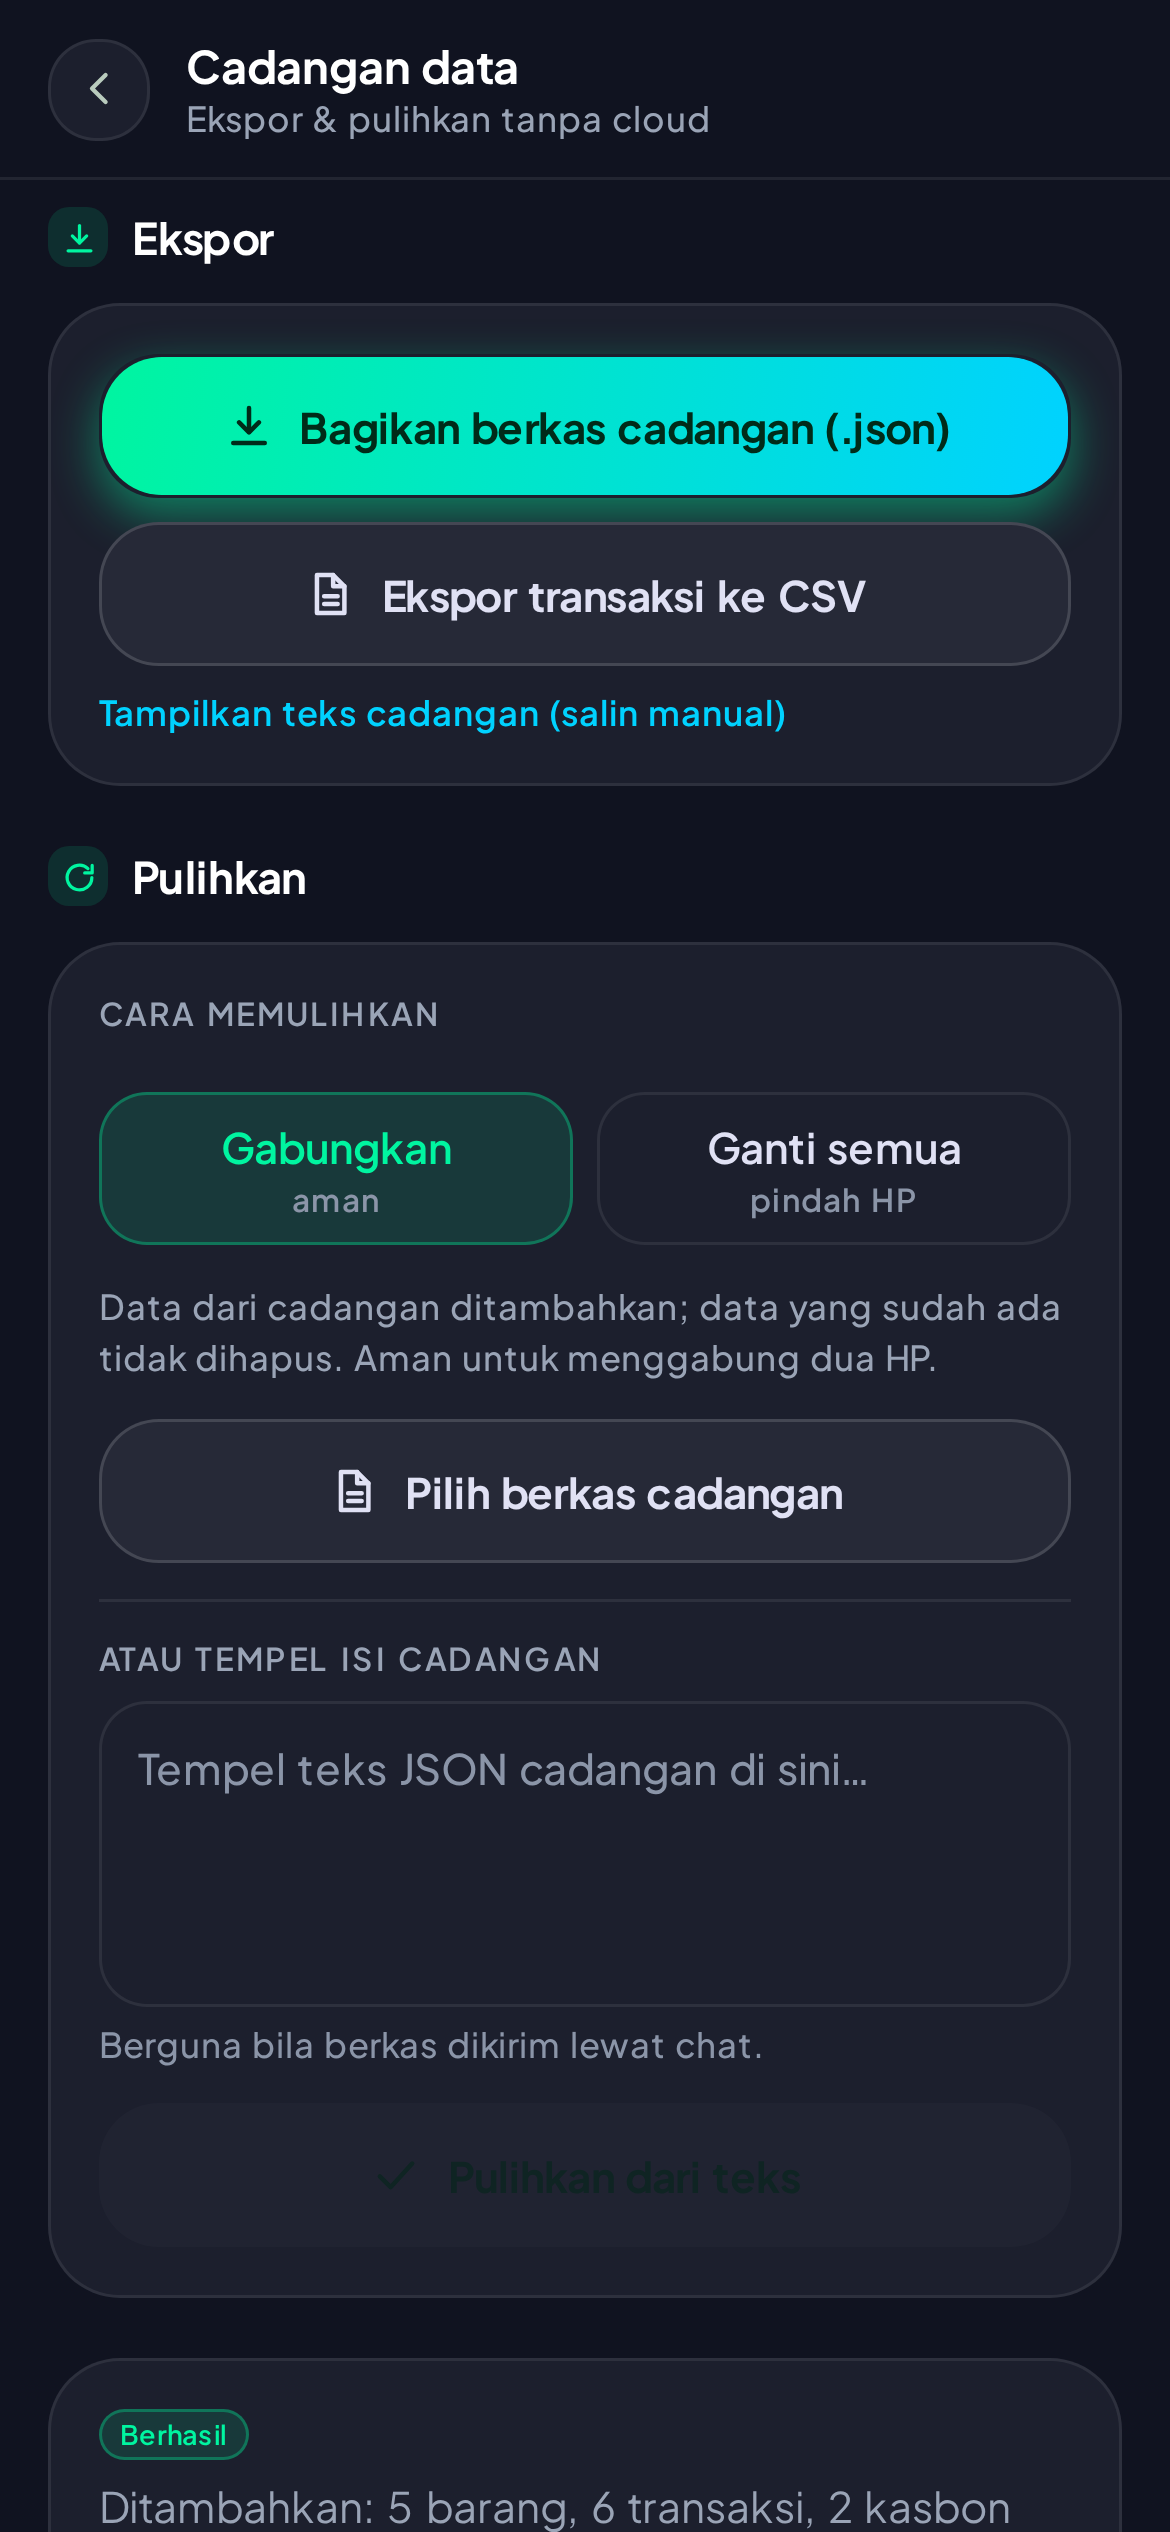 Cadangan data
Ekspor & pulihkan tanpa cloud
Ekspor
Bagikan berkas cadangan (.json)
Ekspor transaksi ke CSV
Tampilkan teks cadangan (salin manual)
Pulihkan
CARA MEMULIHKAN
Gabungkan
aman
Ganti semua
pindah HP
Data dari cadangan ditambahkan; data yang sudah ada
tidak dihapus. Aman untuk menggabung dua HP.
Pilih berkas cadangan
ATAU TEMPEL ISI CADANGAN
Tempel teks JSON cadangan di sini...
Berguna bila berkas dikirim lewat chat.
Pulihkan dari teks
Berhasil
Ditambahkan: 5 barang, 6 transaksi, 2 kasbon